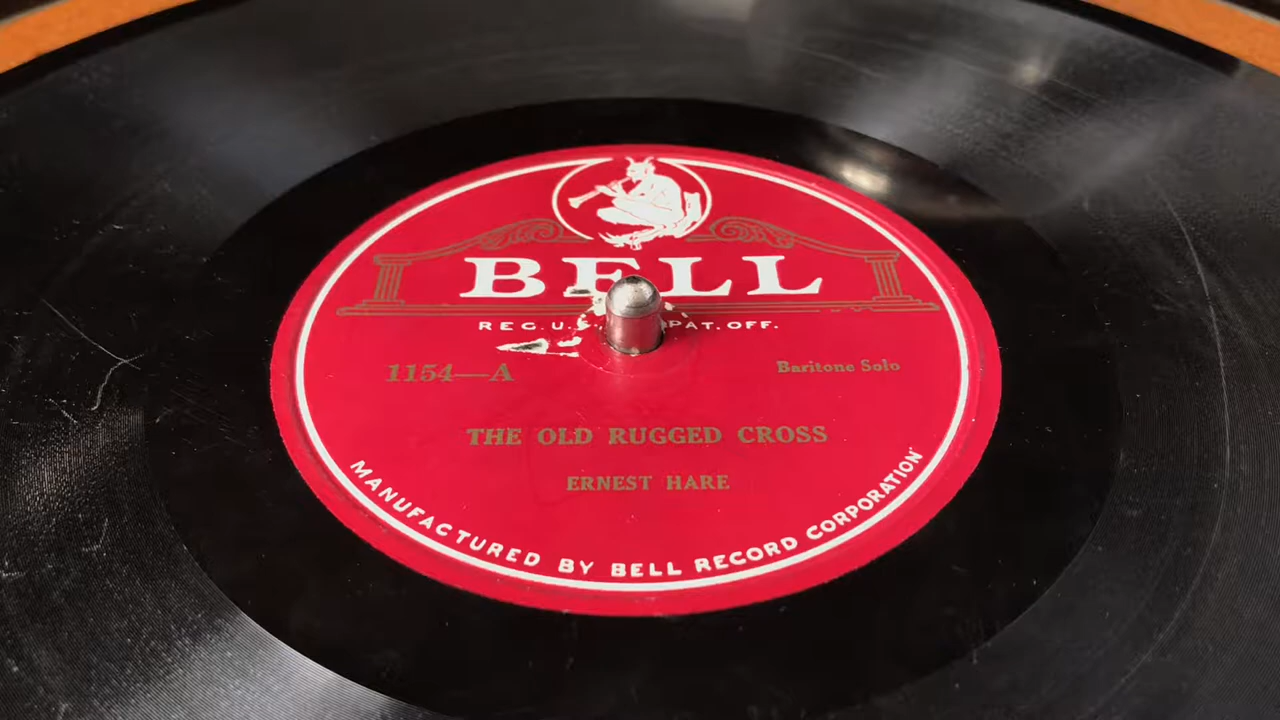 BELL
REG. U.S. PAT. OFF.
1154—A
Baritone Solo
THE OLD RUGGED CROSS
ERNEST HARE
MANUFACTURED BY BELL RECORD CORPORATION